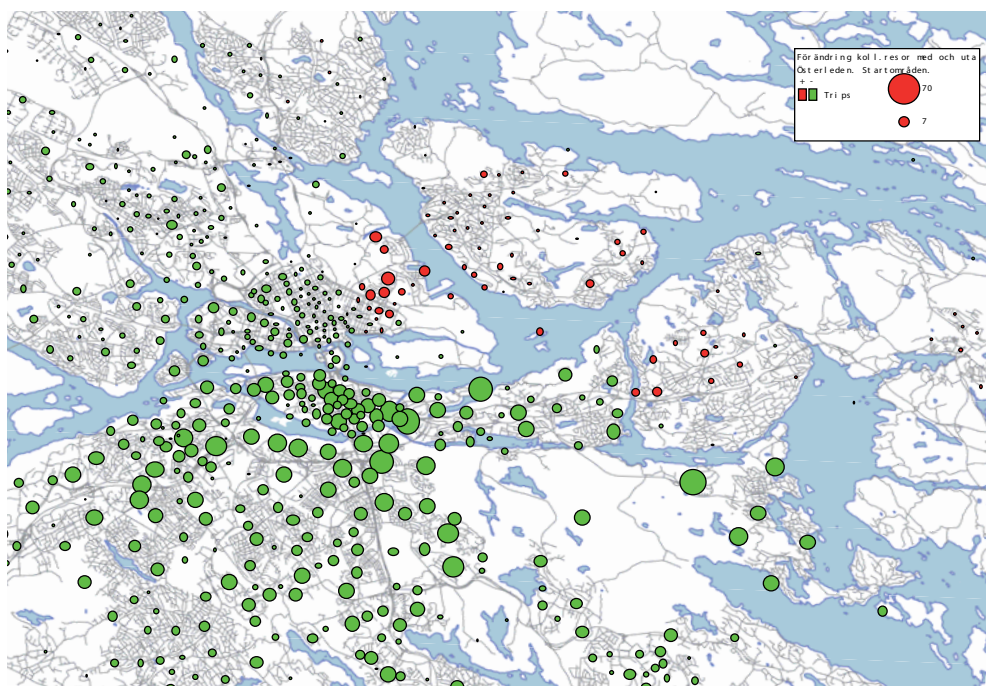 Förändring koll.resor med och uta
Österleden. Startområden.
+ -
Trips
70
7